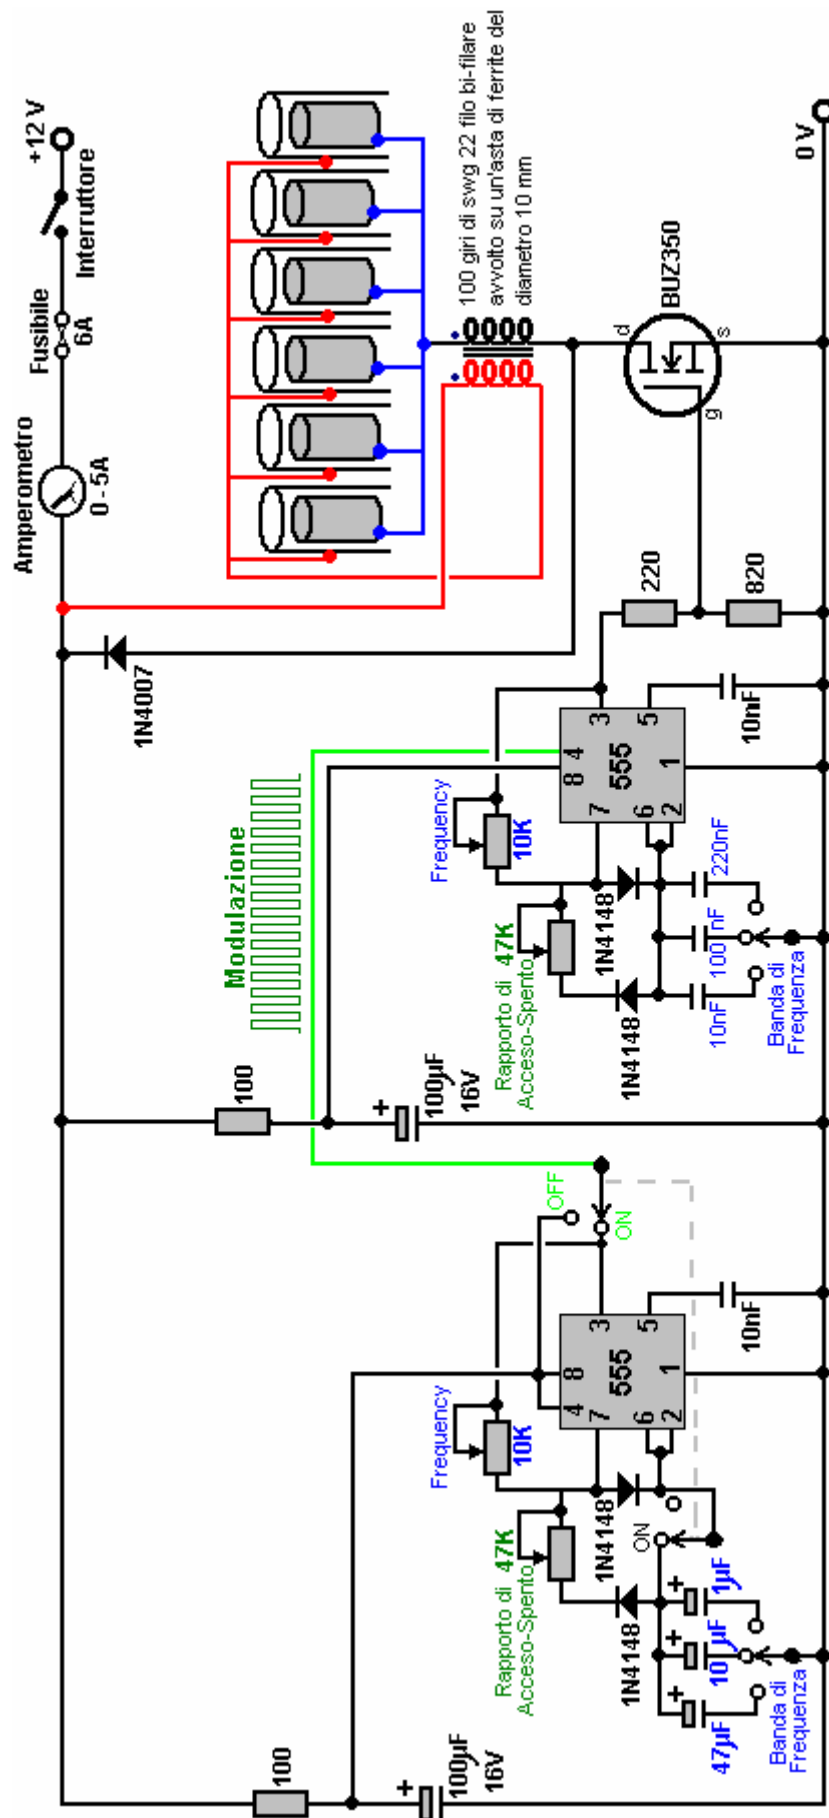 +12 V
Interruttore
Fusibile
6A
Amperometro
0 - 5A
100 giri di swg 22 filo bi-filare
avvolto su un'asta di ferrite del
diametro 10 mm
0 V
BUZ350
d
s
g
1N4007
220
820
Modulazione
Frequency
10K
Rapporto di
Acceso-Spento
47K
1N4148
1N4148
3
4
8
5
7
555
6
2
1
10nF
220nF
100 nF
10nF
Banda di
Frequenza
100
+
100µF
16V
OFF
ON
Frequency
10K
Rapporto di
Acceso-Spento
47K
1N4148
1N4148
3
8
4
5
7
555
6
2
1
10nF
ON
+
1µF
+
10 µF
+
47µF
Banda di
Frequenza
100
+
100µF
16V